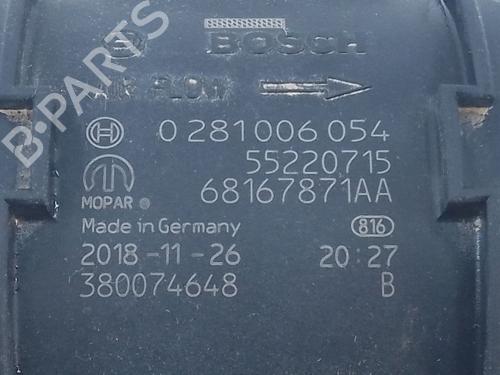 BOSCH
AIR FLOW
B-PARTS
0 281 006 054
55220715
68167871AA
MOPAR
Made in Germany
816
2018-11-26 20:27
380074648 B